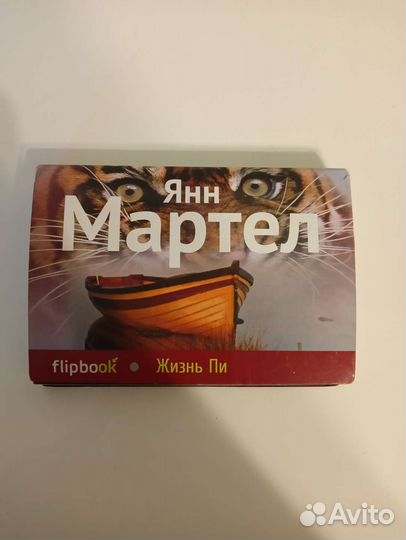 Янн
Мартел
flipbook • Жизнь Пи
Avito